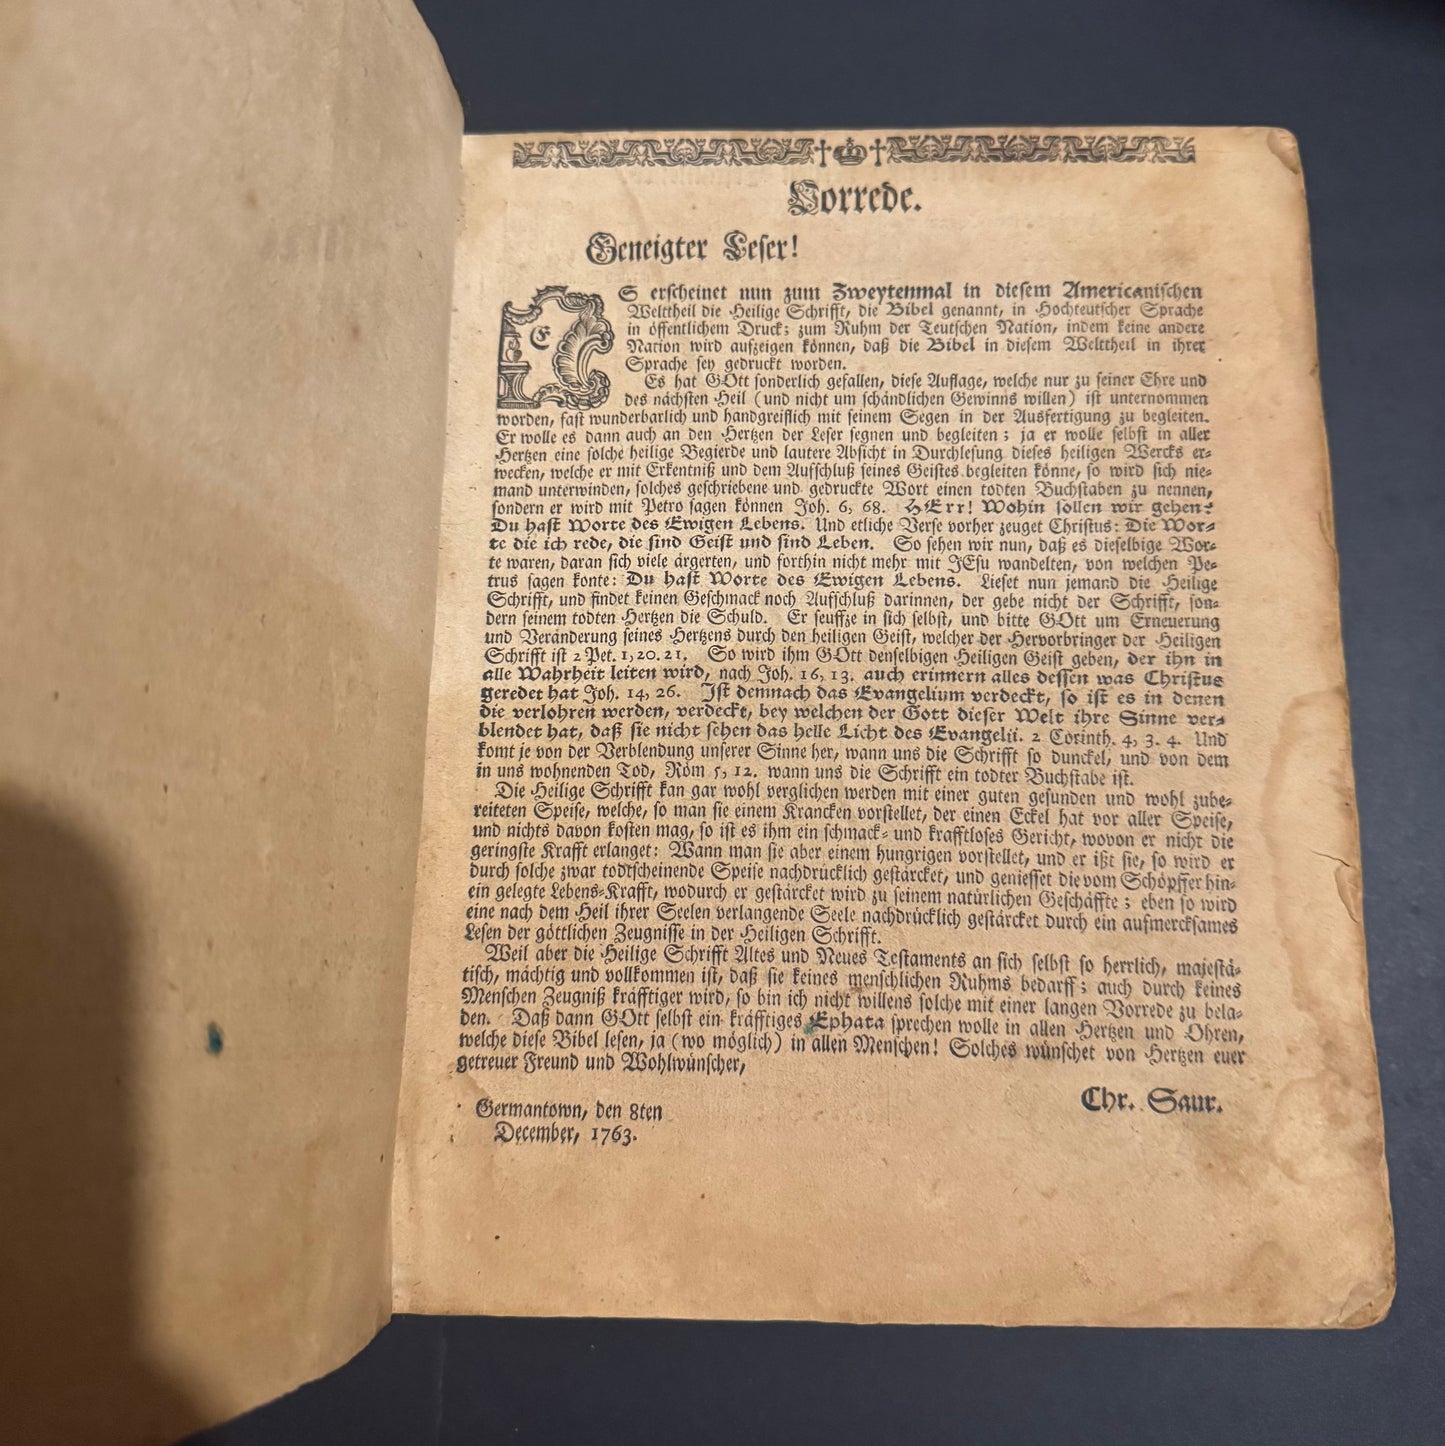 Vorrede.
Geneigter Leser!
ES erscheinet nun zum Zweytenmal in diesem Americanischen
Welttheil die Heilige Schrifft, die Bibel genannt, in Hochteutscher Sprache
in öffentlichem Druck; zum Ruhm der Teutschen Nation, indem keine andere
Nation wird aufzeigen können, daß die Bibel in diesem Welttheil in ihrer
Sprache sey gedruckt worden.
Es hat GOtt sonderlich gefallen, diese Auflage, welche nur zu seiner Ehre und
des nächsten Heil (und nicht um schändlichen Gewinns willen) ist unternommen
worden, fast wunderbarlich und handgreiflich mit seinem Segen in der Ausfertigung zu begleiten.
Er wolle es dann auch an den Hertzen der Leser segnen und begleiten; ja er wolle selbst in aller
Hertzen eine solche heilige Begierde und lautere Absicht in Durchlesung dieses heiligen Wercks er-
wecken, welche er mit Erkentniß und dem Aufschluß seines Geistes begleiten könne, so wird sich nie-
mand unterwinden, solches geschriebene und gedruckte Wort einen todten Buchstaben zu nennen,
sondern er wird mit Petro sagen können Joh. 6, 68. HErr! Wohin sollen wir gehen?
Du hast Worte des Ewigen Lebens. Und etliche Verse vorher zeuget Christus: Die Wor-
te die ich rede, die sind Geist und sind Leben. So sehen wir nun, daß es dieselbige Wor-
te waren, daran sich viele ärgerten, und forthin nicht mehr mit JEsu wandelten, von welchen Pe-
trus sagen konte: Du hast Worte des Ewigen Lebens. Lieset nun jemand die Heilige
Schrifft, und findet keinen Geschmack noch Aufschluß darinnen, der gebe nicht der Schrifft, son-
dern seinem todten Hertzen die Schuld. Er seuffze in sich selbst, und bitte GOtt um Erneuerung
und Veränderung seines Hertzens durch den heiligen Geist, welcher der Hervorbringer der Heiligen
Schrifft ist 2 Pet. 1, 20. 21. So wird ihm GOtt denselbigen Heiligen Geist geben, der ihn in
alle Wahrheit leiten wird, nach Joh. 16, 13. auch erinnern alles dessen was Christus
geredet hat Joh. 14, 26. Ist demnach das Evangelium verdeckt, so ist es in denen
die verlohren werden, verdeckt, bey welchen der Gott dieser Welt ihre Sinne ver-
blendet hat, daß sie nicht sehen das helle Licht des Evangelii. 2 Corinth. 4, 3. 4. Und
komt je von der Verblendung unserer Sinne her, wann uns die Schrifft so dunckel, und von dem
in uns wohnenden Tod, Röm 5, 12. wann uns die Schrifft ein todter Buchstabe ist.
Die Heilige Schrifft kan gar wohl verglichen werden mit einer guten gesunden und wohl zube-
reiteten Speise, welche, so man sie einem Krancken vorstellet, der einen Eckel hat vor aller Speise,
und nichts davon kosten mag, so ist es ihm ein schmack- und krafftloses Gericht, wovon er nicht die
geringste Krafft erlanget: Wann man sie aber einem hungrigen vorstellet, und er ißt sie, so wird er
durch solche zwar todtscheinende Speise nachdrücklich gestärcket, und geniesset die vom Schöpffer hin-
ein gelegte Lebens-Krafft, wodurch er gestärcket wird zu seinem natürlichen Geschäffte; eben so wird
eine nach dem Heil ihrer Seelen verlangende Seele nachdrücklich gestärcket durch ein aufmercksames
Lesen der göttlichen Zeugnisse in der Heiligen Schrifft.
Weil aber die Heilige Schrifft Altes und Neues Testaments an sich selbst so herrlich, majestä-
tisch, mächtig und vollkommen ist, daß sie keines menschlichen Ruhms bedarff; auch durch keines
Menschen Zeugniß kräfftiger wird, so bin ich nicht willens solche mit einer langen Vorrede zu bela-
den. Daß dann GOtt selbst ein kräfftiges Ephata sprechen wolle in allen Hertzen und Ohren,
welche diese Bibel lesen, ja (wo möglich) in allen Menschen! Solches wünschet von Hertzen euer
getreuer Freund und Wohlwünscher,
Chr. Saur.
Germantown, den 8ten
December, 1763.